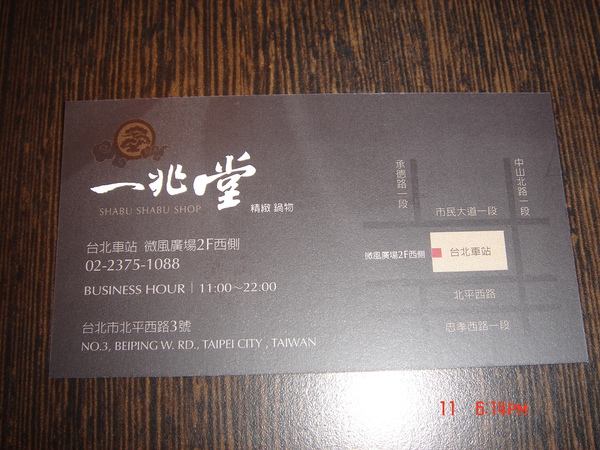 一兆堂
SHABU SHABU SHOP
精緻 鍋物
台北車站 微風廣場2F西側
02-2375-1088
BUSINESS HOUR | 11:00~22:00
台北市北平西路3號
NO.3, BEIPING W. RD., TAIPEI CITY , TAIWAN
承德路一段
中山北路一段
市民大道一段
微風廣場2F西側
台北車站
北平西路
忠孝西路一段
11 6:14PM